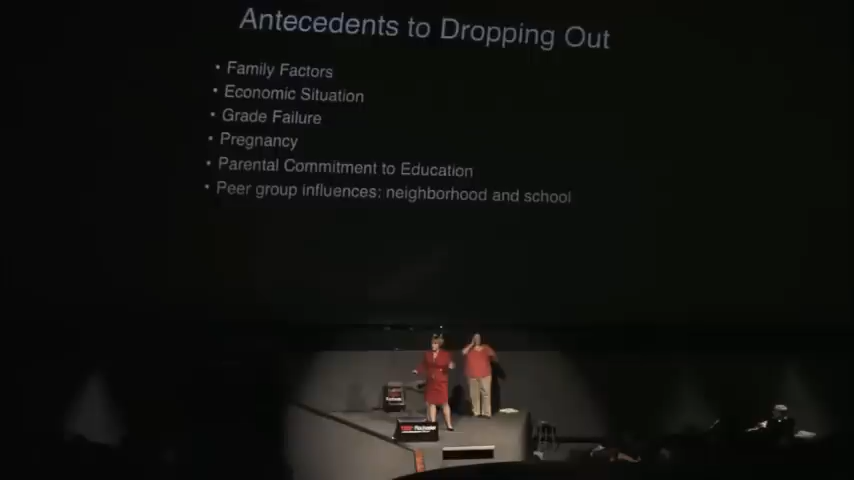 Antecedents to Dropping Out
• Family Factors
• Economic Situation
• Grade Failure
• Pregnancy
• Parental Commitment to Education
• Peer group influences: neighborhood and school